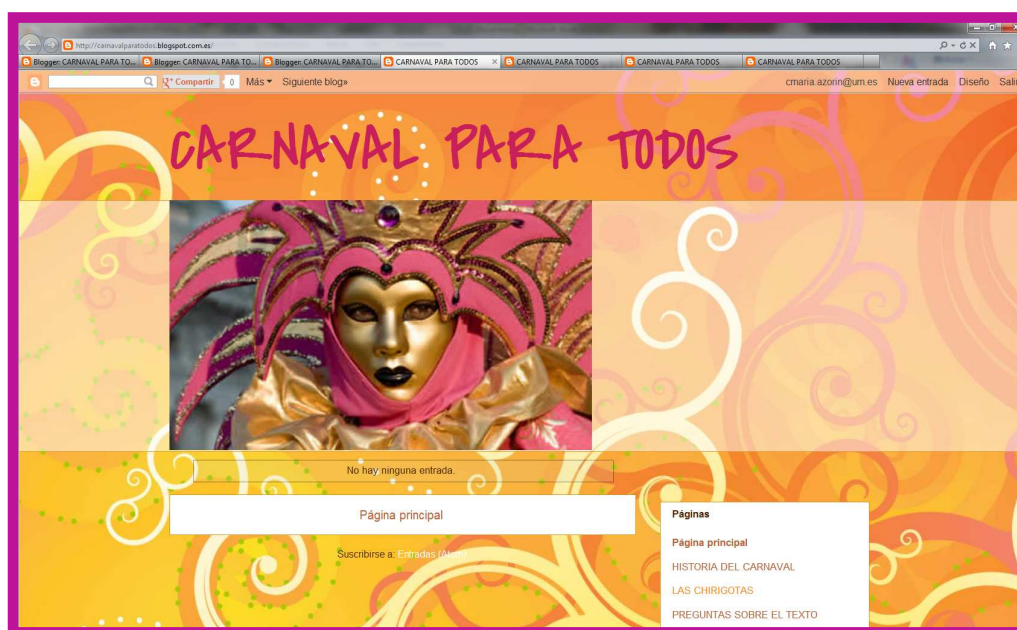 http://carnavalparatodos.blogspot.com.es/
Blogger: CARNAVAL PARA TO... Blogger: CARNAVAL PARA TO... Blogger: CARNAVAL PARA TO... CARNAVAL PARA TODOS CARNAVAL PARA TODOS CARNAVAL PARA TODOS CARNAVAL PARA TODOS
Compartir 0 Más Siguiente blog» cmaria.azorin@um.es Nueva entrada Diseño Sali
CARNAVAL PARA TODOS
No hay ninguna entrada.
Página principal
Suscribirse a: Entradas (Atom)
Páginas
Página principal
HISTORIA DEL CARNAVAL
LAS CHIRIGOTAS
PREGUNTAS SOBRE EL TEXTO